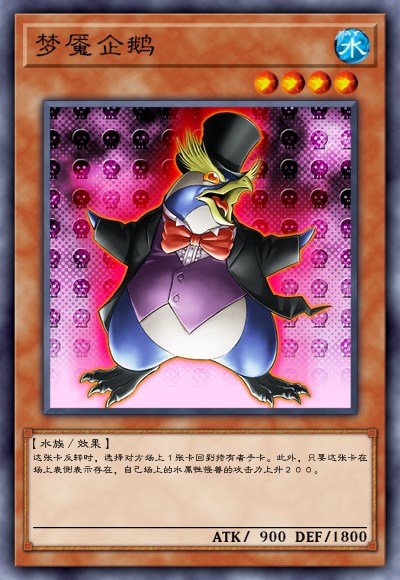 梦魇企鹅
水
【水族／效果】
这张卡反转时，选择对方场上１张卡回到持有者手卡。此外，只要这张卡在
场上表侧表示存在，自己场上的水属性怪兽的攻击力上升２００。
ATK/ 900 DEF/1800